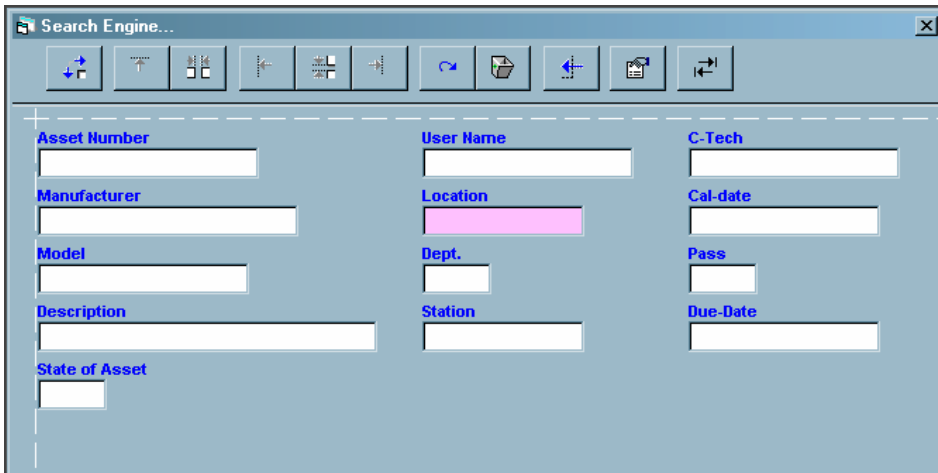 Search Engine...
Asset Number User Name C-Tech
Manufacturer Location Cal-date
Model Dept. Pass
Description Station Due-Date
State of Asset